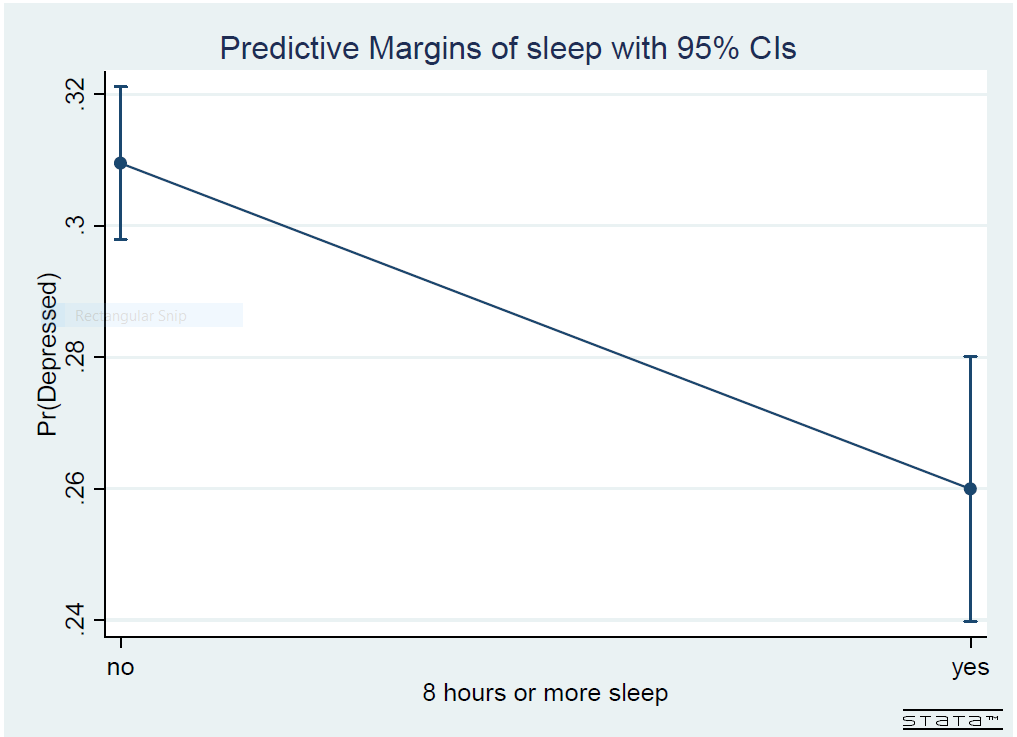 Predictive Margins of sleep with 95% CIs
Pr(Depressed)
.32
.3
.28
.26
.24
Rectangular Snip
no
yes
8 hours or more sleep
STATA™